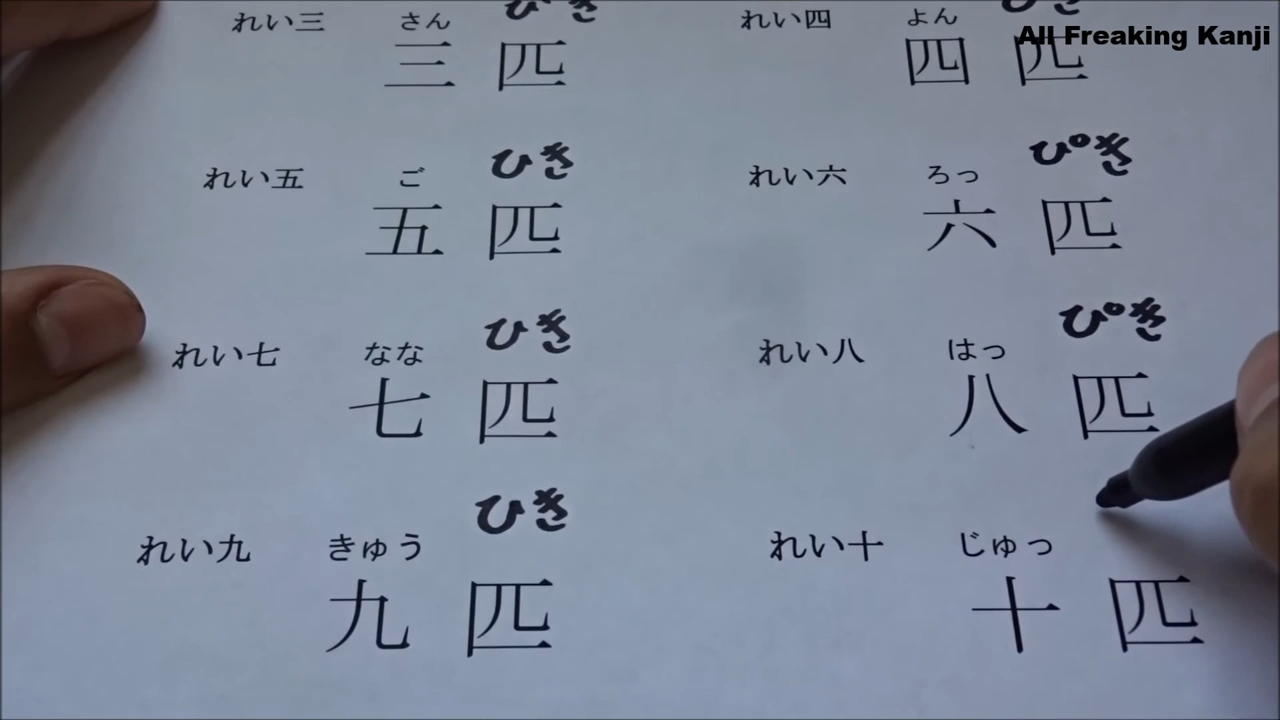 All Freaking Kanji
れい三 さん
三匹
れい四 よん
四匹
れい五 ご ひき
五匹
れい六 ろっ ぴき
六匹
れい七 なな ひき
七匹
れい八 はっ ぴき
八匹
れい九 きゅう ひき
九匹
れい十 じゅっ
十匹